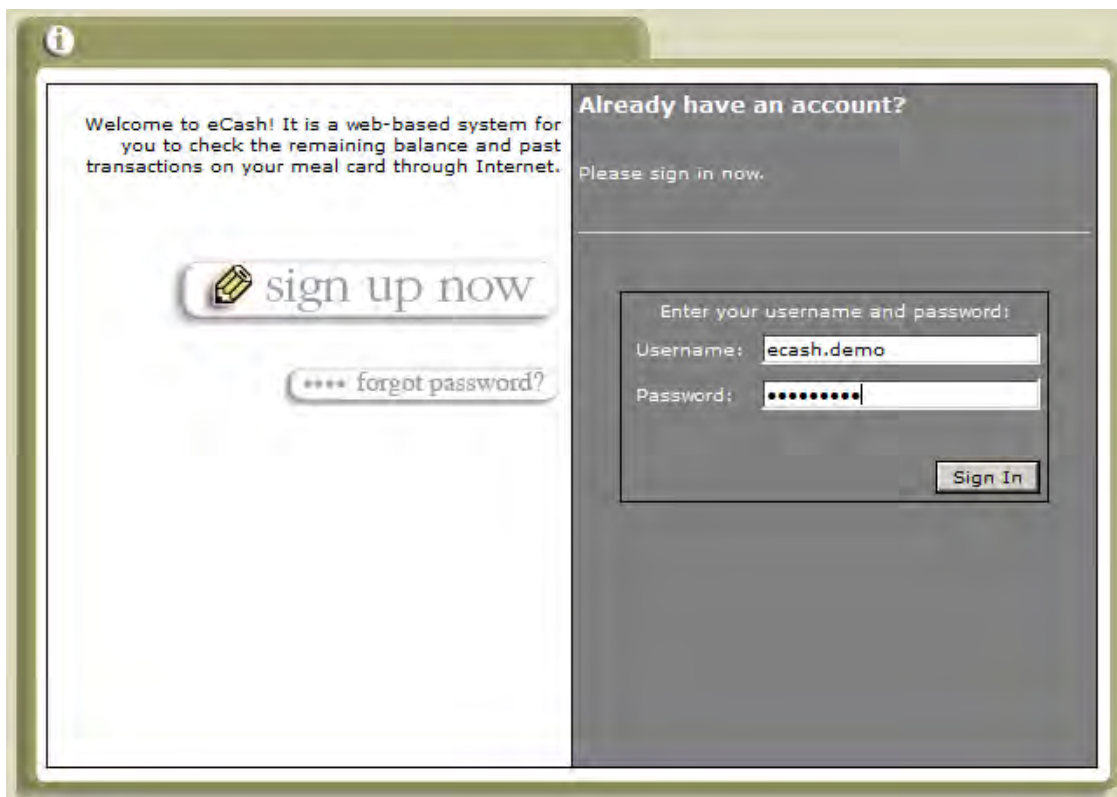 Welcome to eCash! It is a web-based system for
you to check the remaining balance and past
transactions on your meal card through Internet.
sign up now
•••• forgot password?
Already have an account?
Please sign in now.
Enter your username and password:
Username: ecash.demo
Password: •••••••••
Sign In